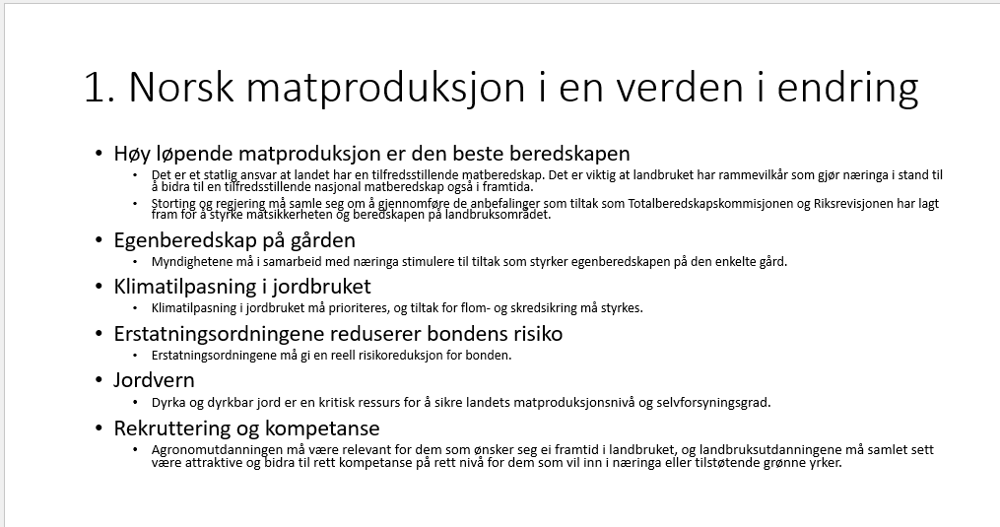 1. Norsk matproduksjon i en verden i endring
• Høy løpende matproduksjon er den beste beredskapen
• Det er et statlig ansvar at landet har en tilfredsstillende matberedskap. Det er viktig at landbruket har rammevilkår som gjør næringa i stand til
å bidra til en tilfredsstillende nasjonal matberedskap også i framtida.
• Storting og regjering må samle seg om å gjennomføre de anbefalinger som tiltak som Totalberedskapskommisjonen og Riksrevisjonen har lagt
fram for å styrke matsikkerheten og beredskapen på landbruksområdet.
• Egenberedskap på gården
• Myndighetene må i samarbeid med næringa stimulere til tiltak som styrker egenberedskapen på den enkelte gård.
• Klimatilpasning i jordbruket
• Klimatilpasning i jordbruket må prioriteres, og tiltak for flom- og skredsikring må styrkes.
• Erstatningsordningene reduserer bondens risiko
• Erstatningsordningene må gi en reell risikoreduksjon for bonden.
• Jordvern
• Dyrka og dyrkbar jord er en kritisk ressurs for å sikre landets matproduksjonsnivå og selvforsyningsgrad.
• Rekruttering og kompetanse
• Agronomutdanningen må være relevant for dem som ønsker seg ei framtid i landbruket, og landbruksutdanningene må samlet sett
være attraktive og bidra til rett kompetanse på rett nivå for dem som vil inn i næringa eller tilstøtende grønne yrker.